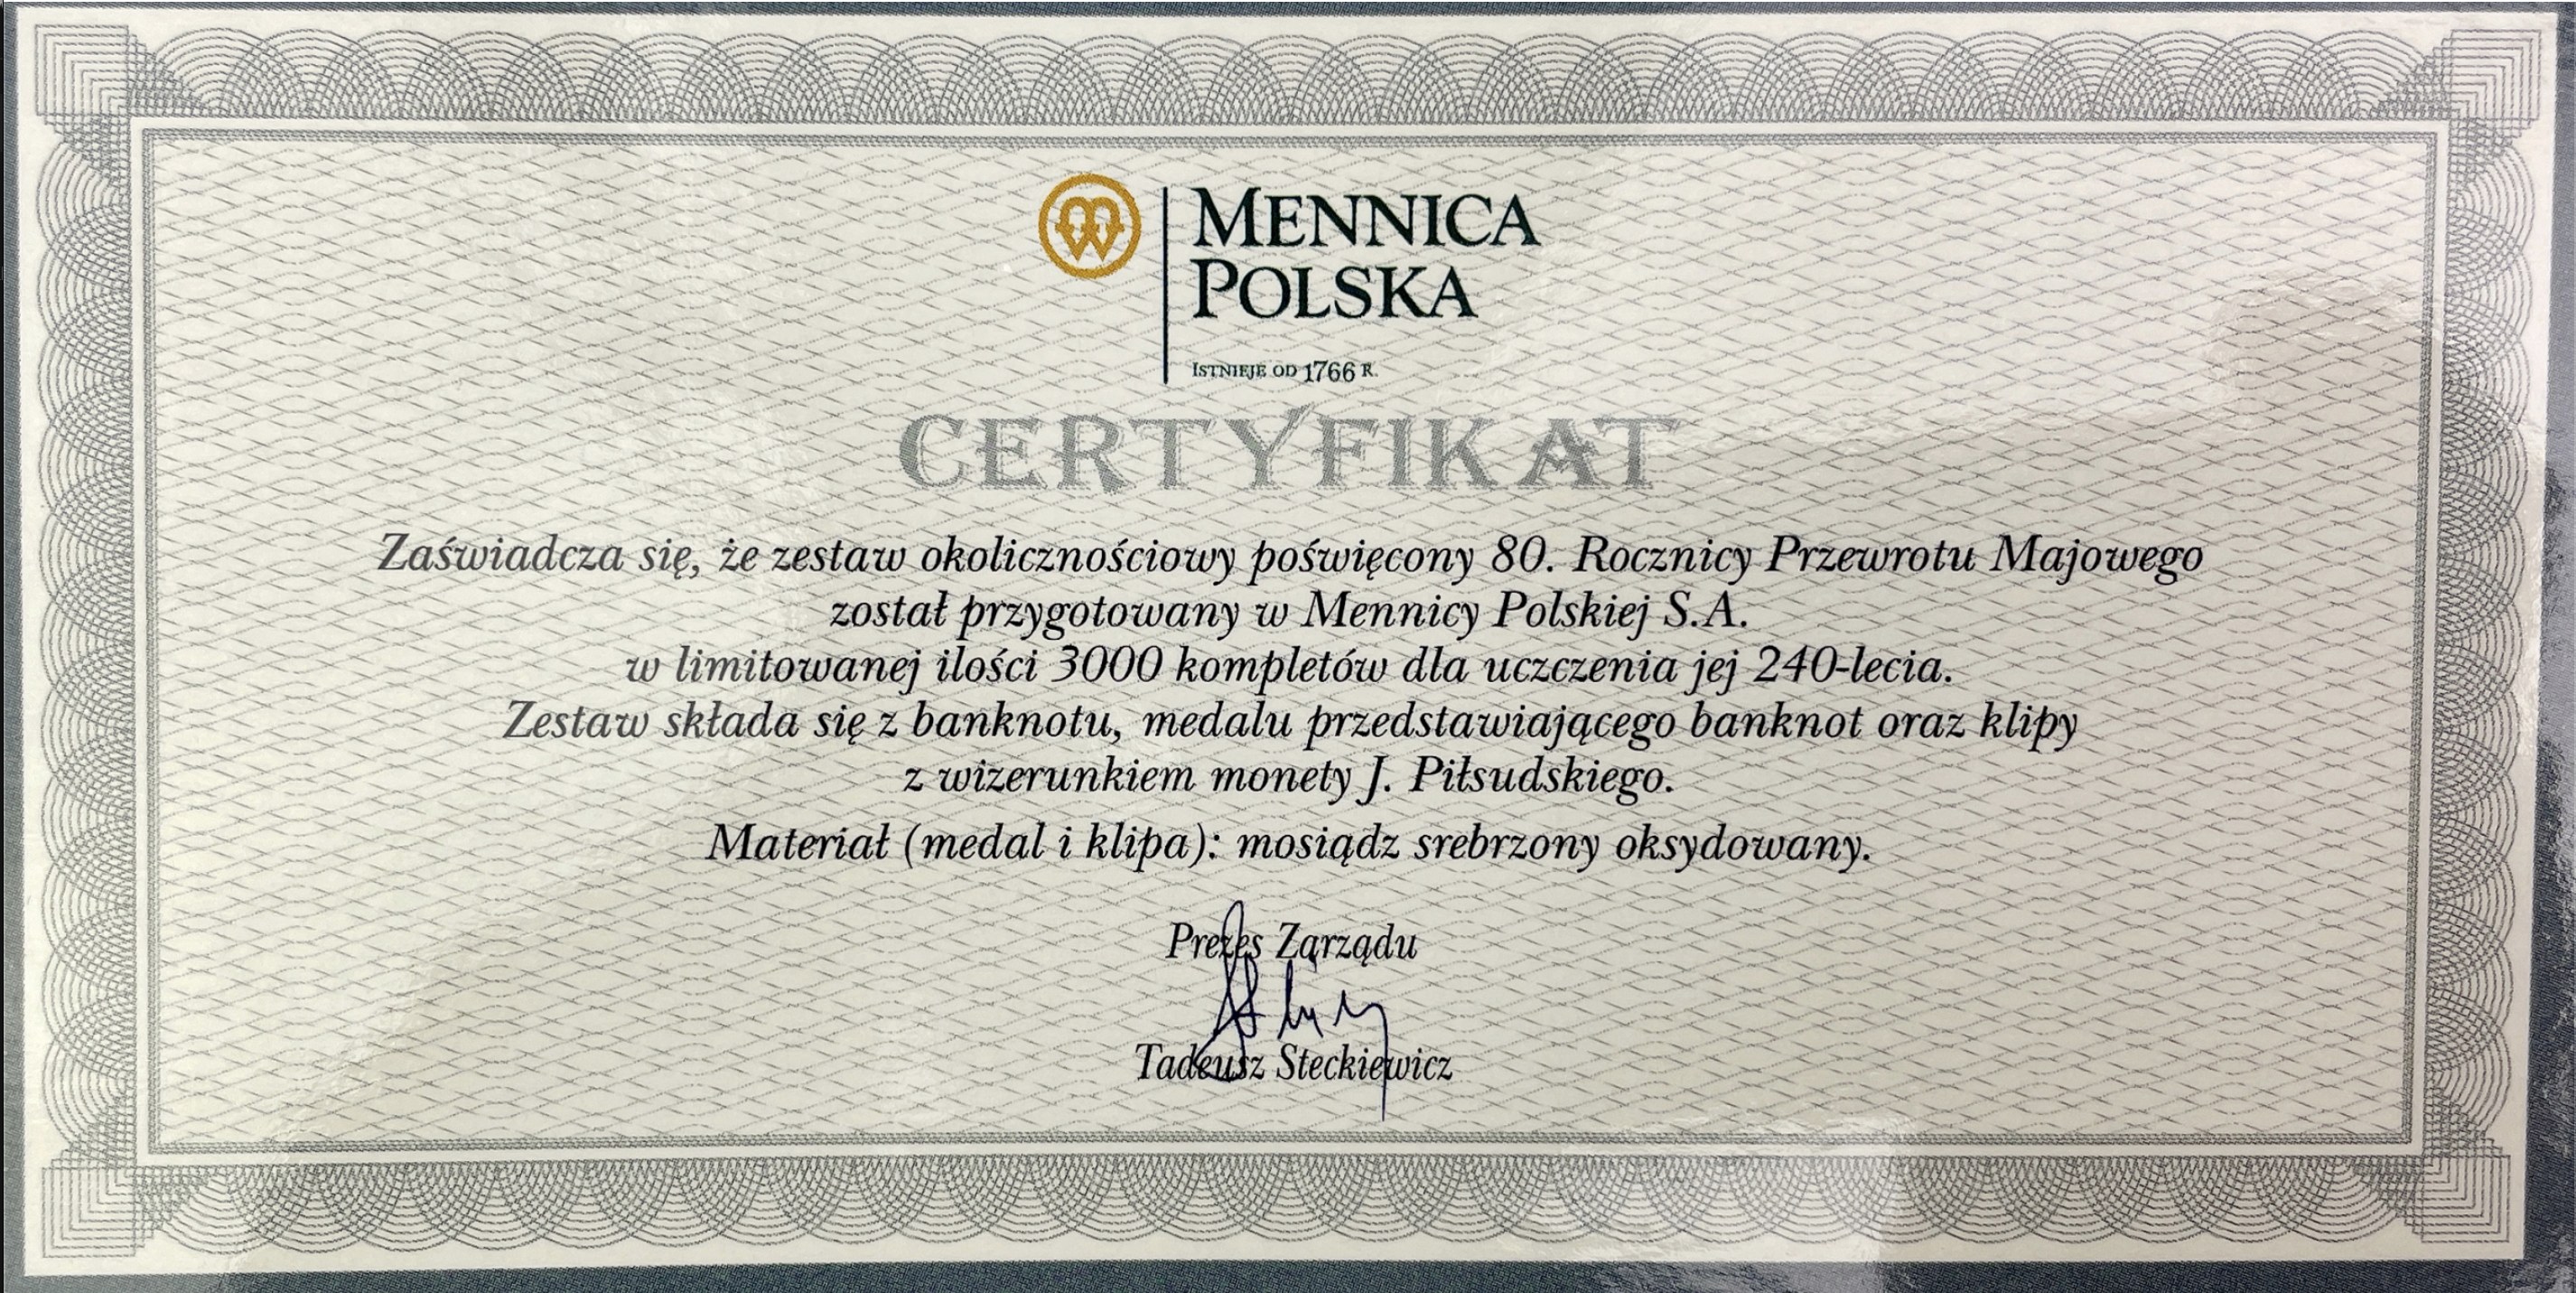 MENNICA
POLSKA
ISTNIEJE OD 1766 R.
CERTYFIKAT
Zaświadcza się, że zestaw okolicznościowy poświęcony 80. Rocznicy Przewrotu Majowego
został przygotowany w Mennicy Polskiej S.A.
w limitowanej ilości 3000 kompletów dla uczczenia jej 240-lecia.
Zestaw składa się z banknotu, medalu przedstawiającego banknot oraz klipy
z wizerunkiem monety J. Piłsudskiego.
Materiał (medal i klipa): mosiądz srebrzony oksydowany.
Prezes Zarządu
Tadeusz Steckiewicz